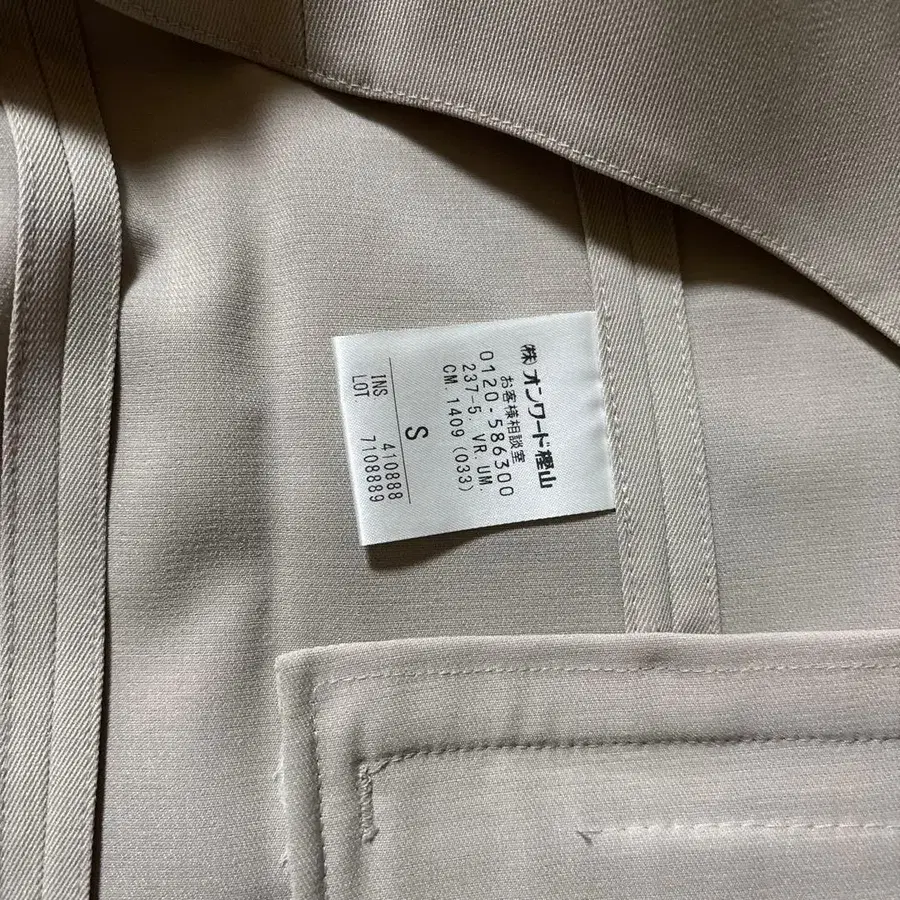 (株)オンワード樫山
お客様相談室
0120-586300
237-5. VR. UM.
CM. 1409 (033)
S
INS 410888
LOT 7108889